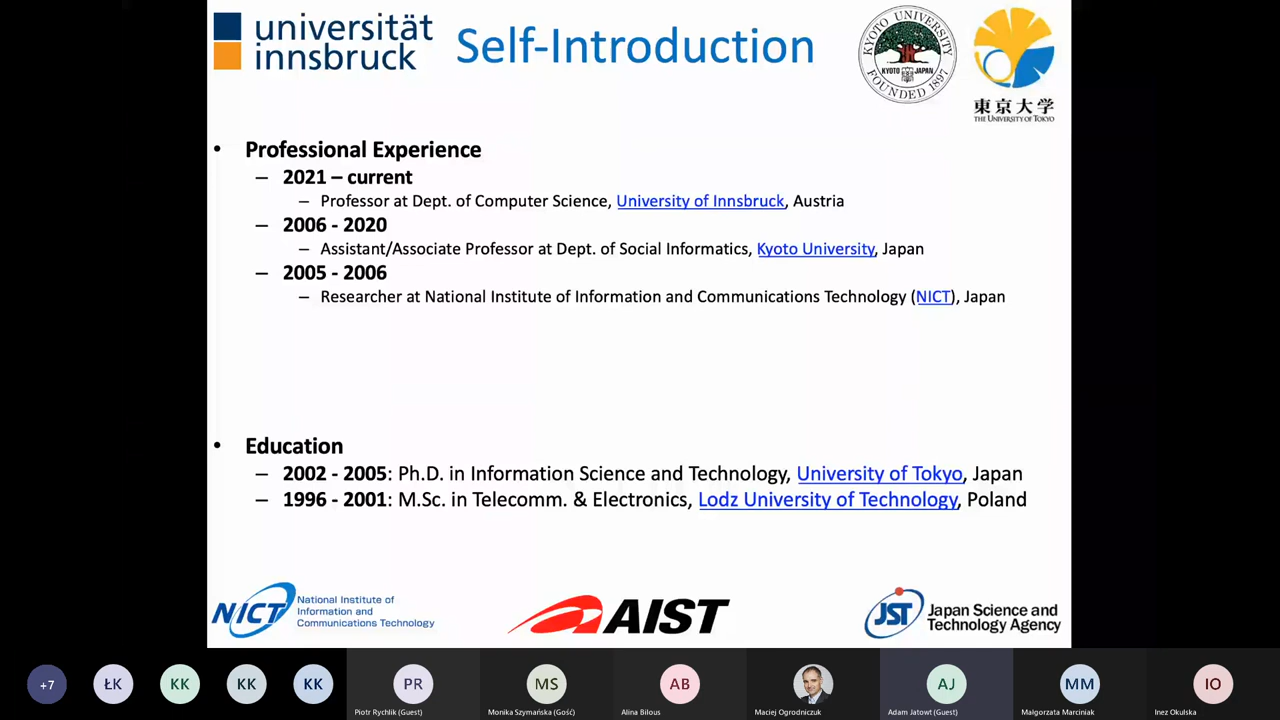 universität
innsbruck
Self-Introduction
KYOTO UNIVERSITY
KYOTO JAPAN
FOUNDED 1897
東京大学
THE UNIVERSITY OF TOKYO
• Professional Experience
– 2021 – current
– Professor at Dept. of Computer Science, University of Innsbruck, Austria
– 2006 - 2020
– Assistant/Associate Professor at Dept. of Social Informatics, Kyoto University, Japan
– 2005 - 2006
– Researcher at National Institute of Information and Communications Technology (NICT), Japan
• Education
– 2002 - 2005: Ph.D. in Information Science and Technology, University of Tokyo, Japan
– 1996 - 2001: M.Sc. in Telecomm. & Electronics, Lodz University of Technology, Poland
NICT
National Institute of
Information and
Communications Technology
AIST
JST
Japan Science and
Technology Agency
+7
ŁK
KK
KK
KK
PR
MS
AB
AJ
MM
IO
Piotr Rychlik (Guest)
Monika Szymańska (Gość)
Alina Bilous
Maciej Ogrodniczuk
Adam Jatowt (Guest)
Małgorzata Marciniak
Inez Okulska